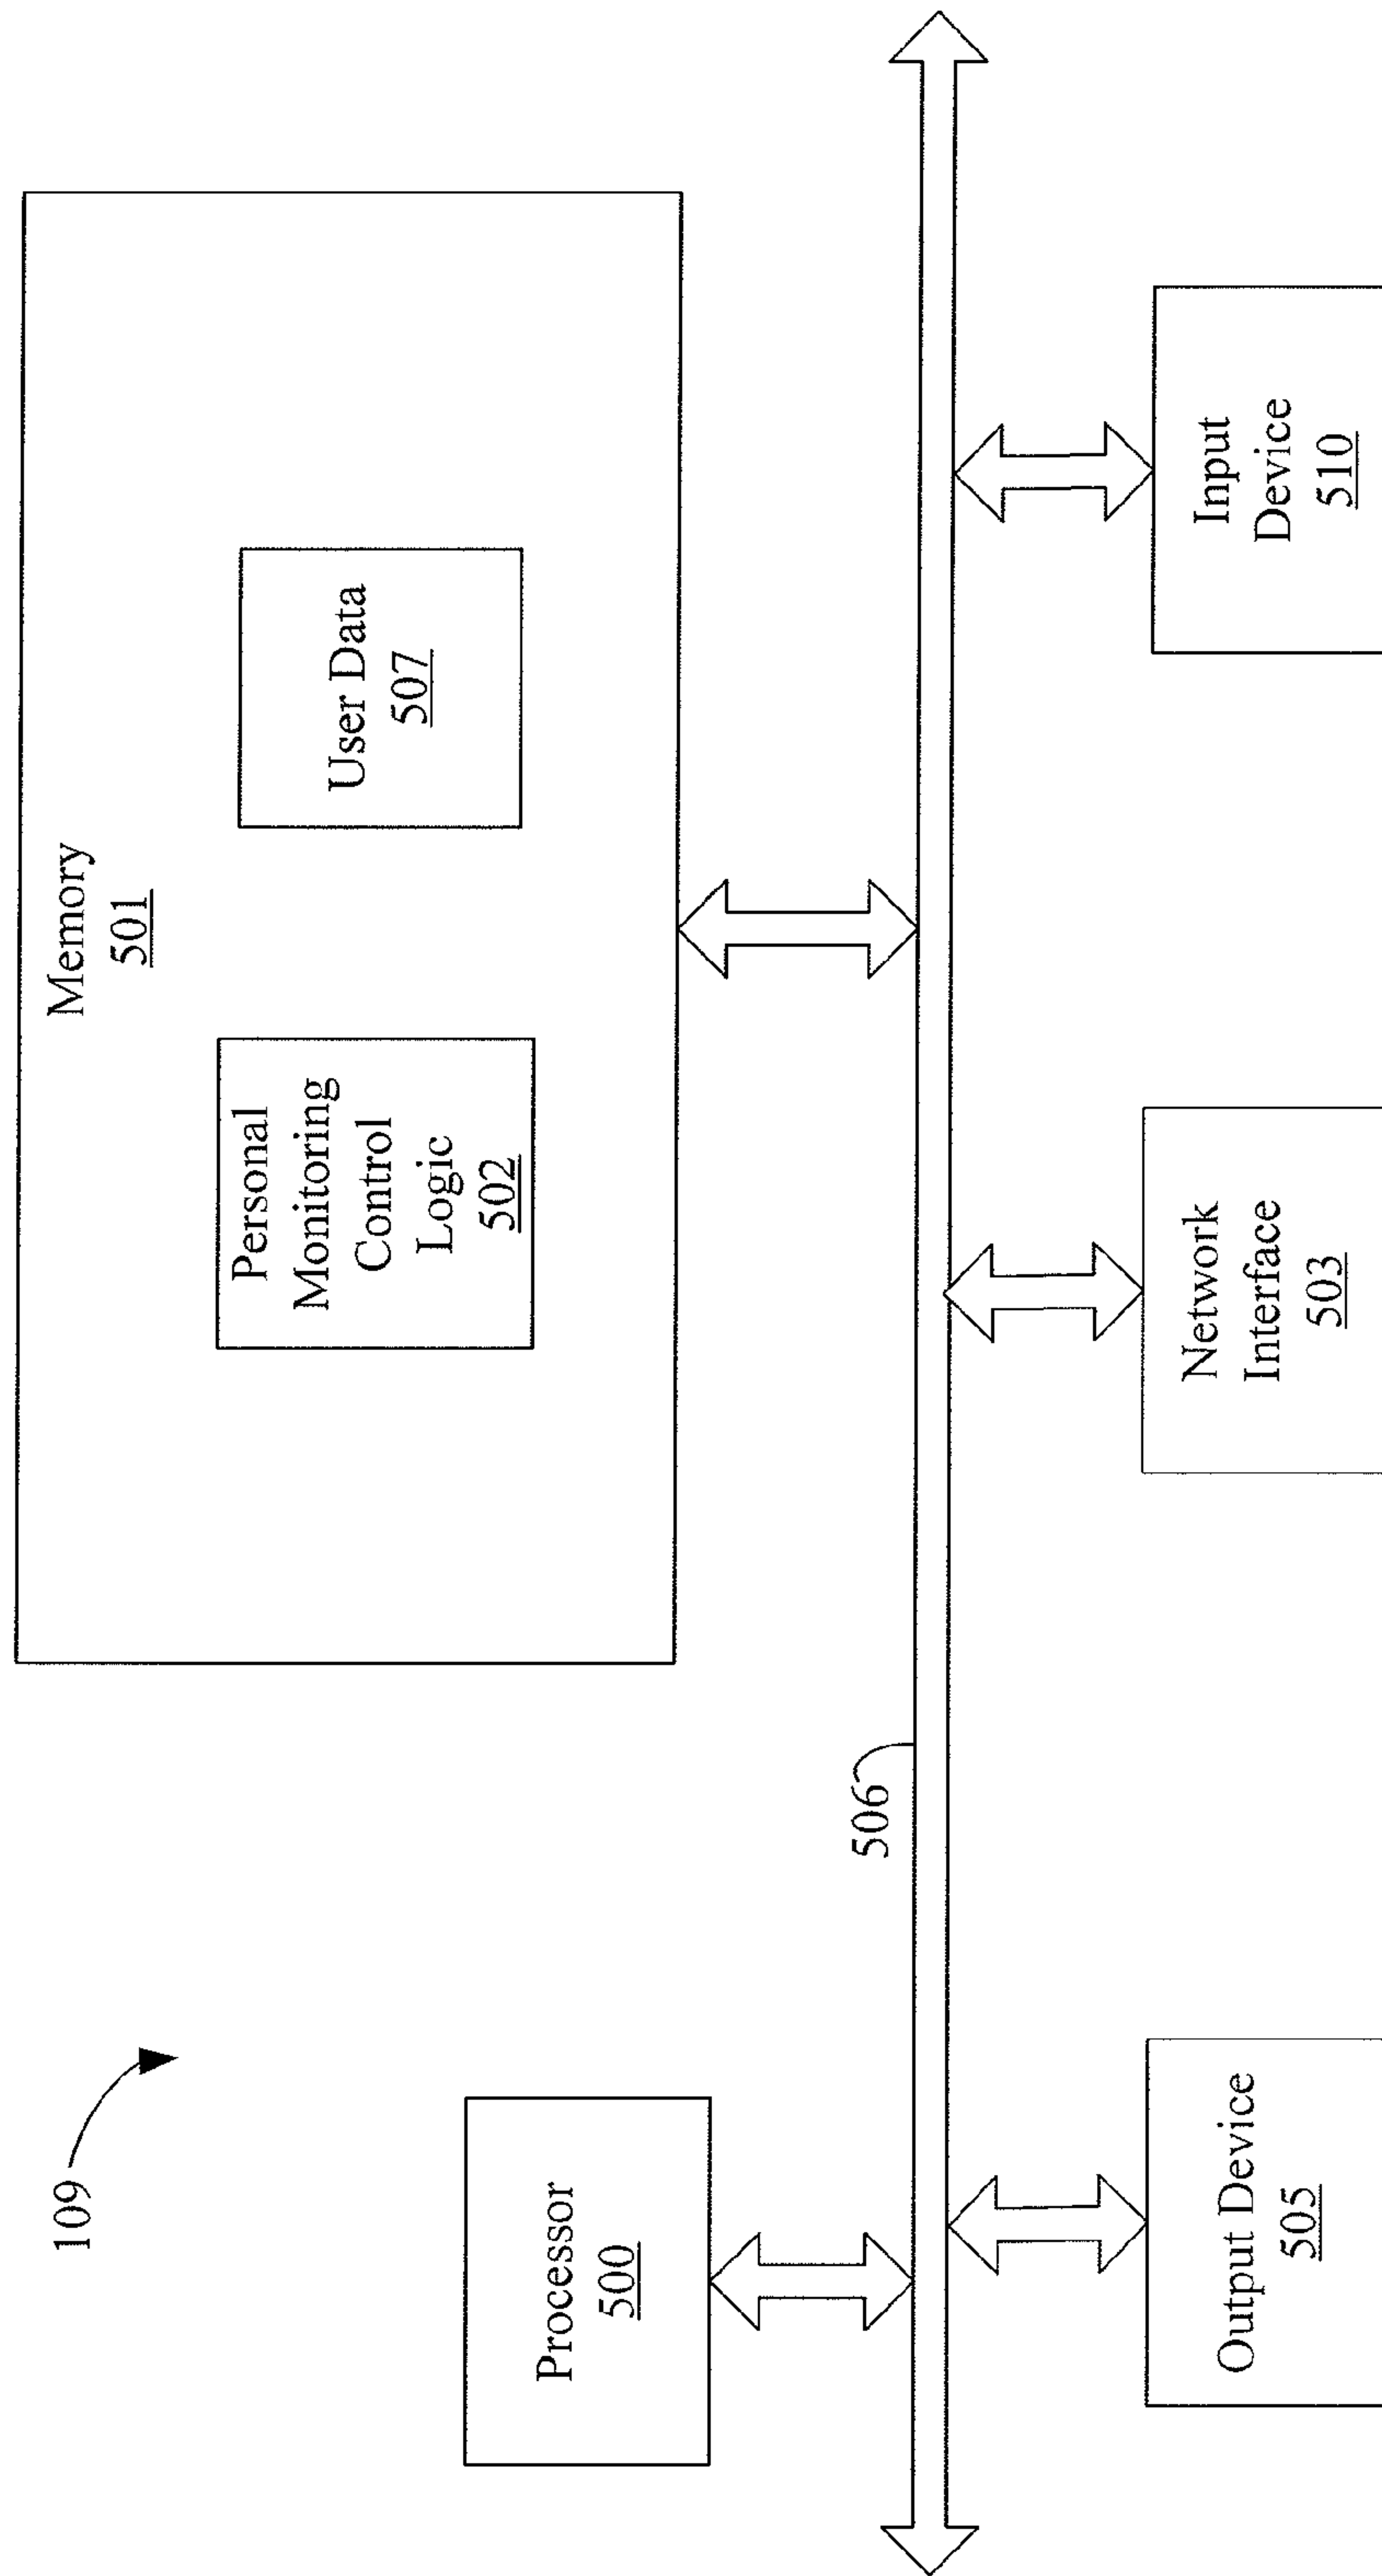 109
Memory
501
Personal
Monitoring
Control
Logic
502
User Data
507
Processor
500
506
Output Device
505
Network
Interface
503
Input
Device
510